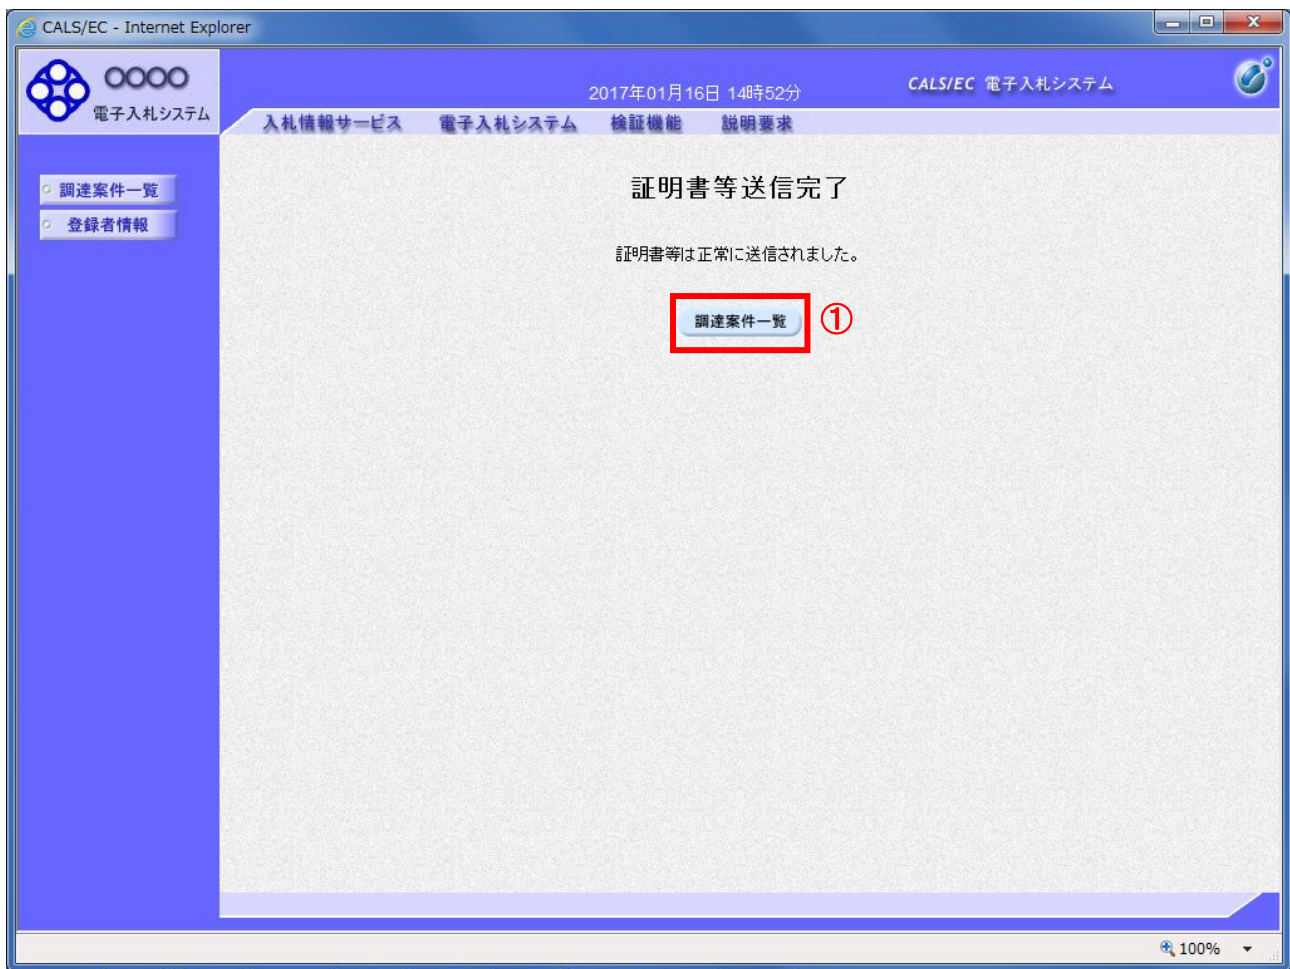 CALS/EC - Internet Explorer
○○○○
電子入札システム
2017年01月16日 14時52分
CALS/EC 電子入札システム
入札情報サービス 電子入札システム 検証機能 説明要求
調達案件一覧
登録者情報
証明書等送信完了
証明書等は正常に送信されました。
調達案件一覧
①
100%